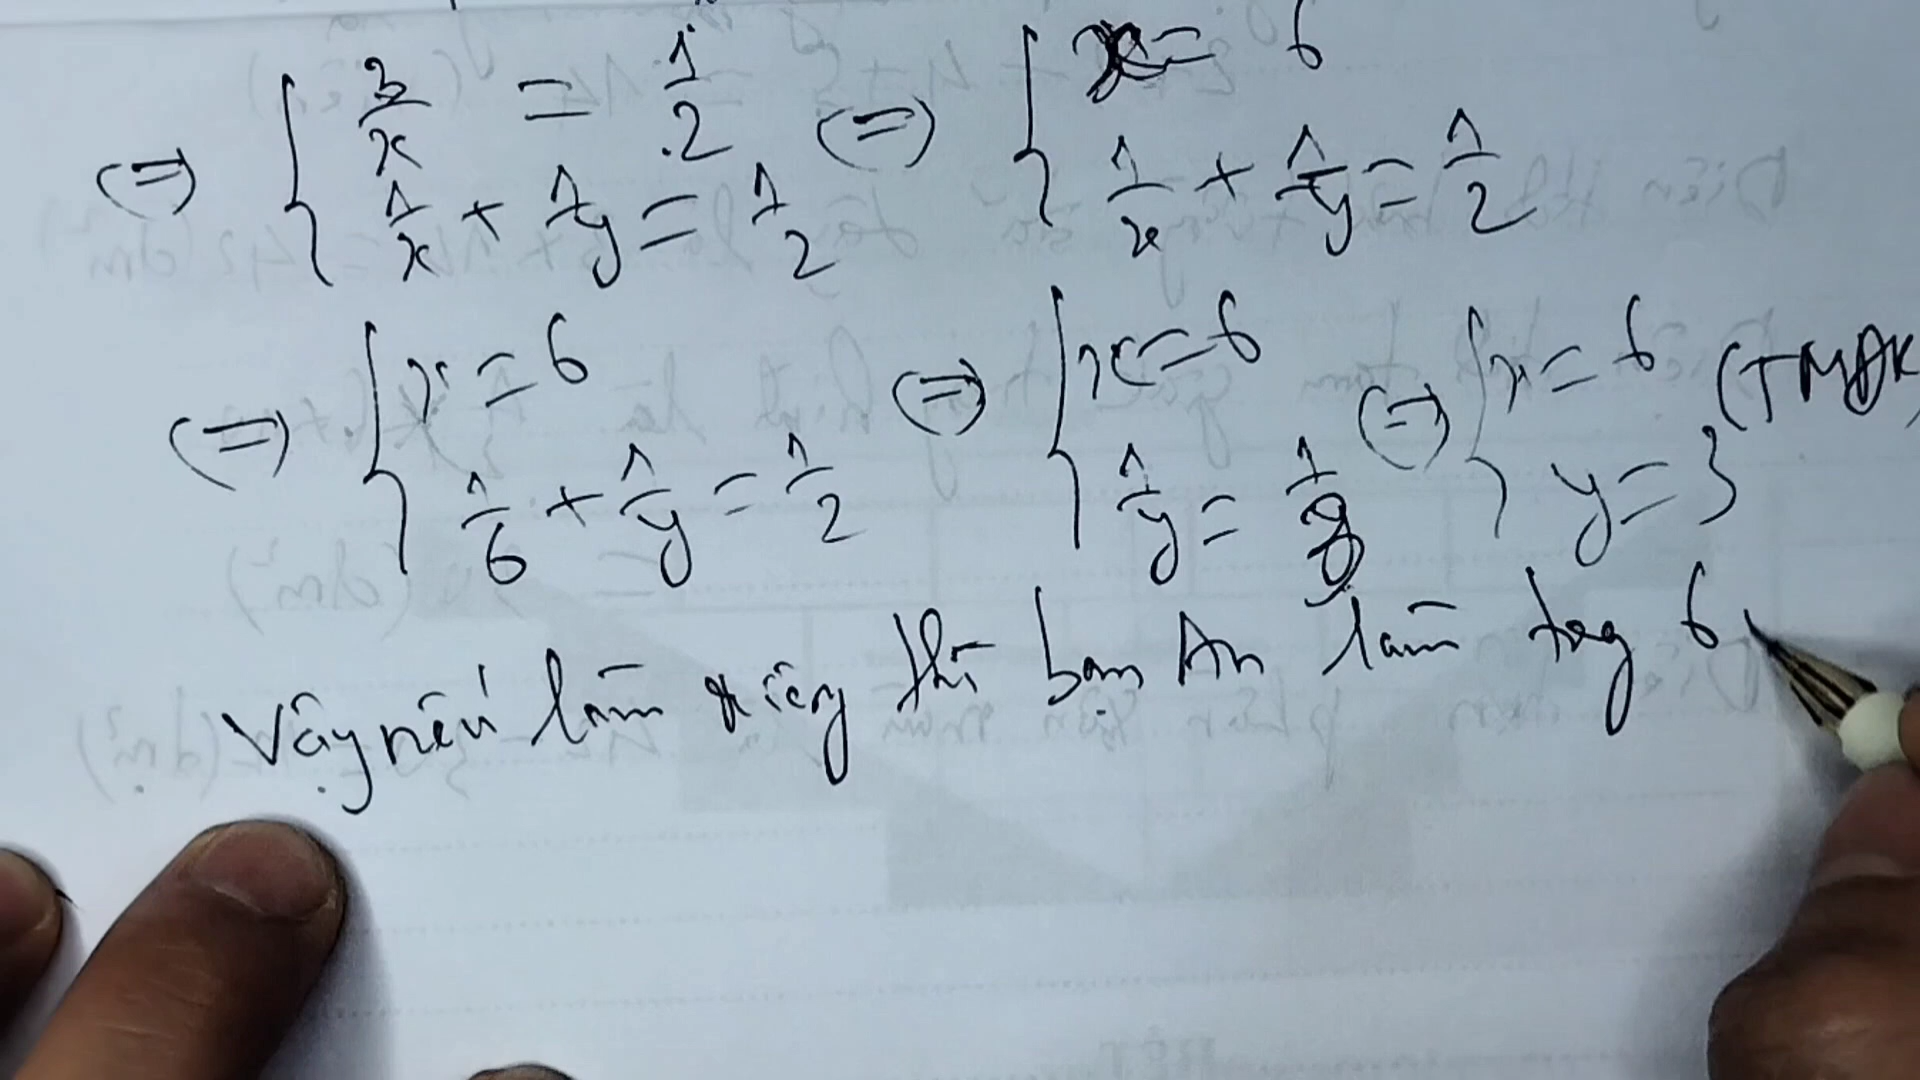 (=) { 3/x = 1/2 (=) { x = 6
1/x + 1/y = 1/2 1/x + 1/y = 1/2
(=) { x = 6 (=) { x = 6 (=) { x = 6 (TMĐK)
1/6 + 1/y = 1/2 1/y = 1/3 y = 3
Vậy nếu làm riêng thì bạn An làm trg 6